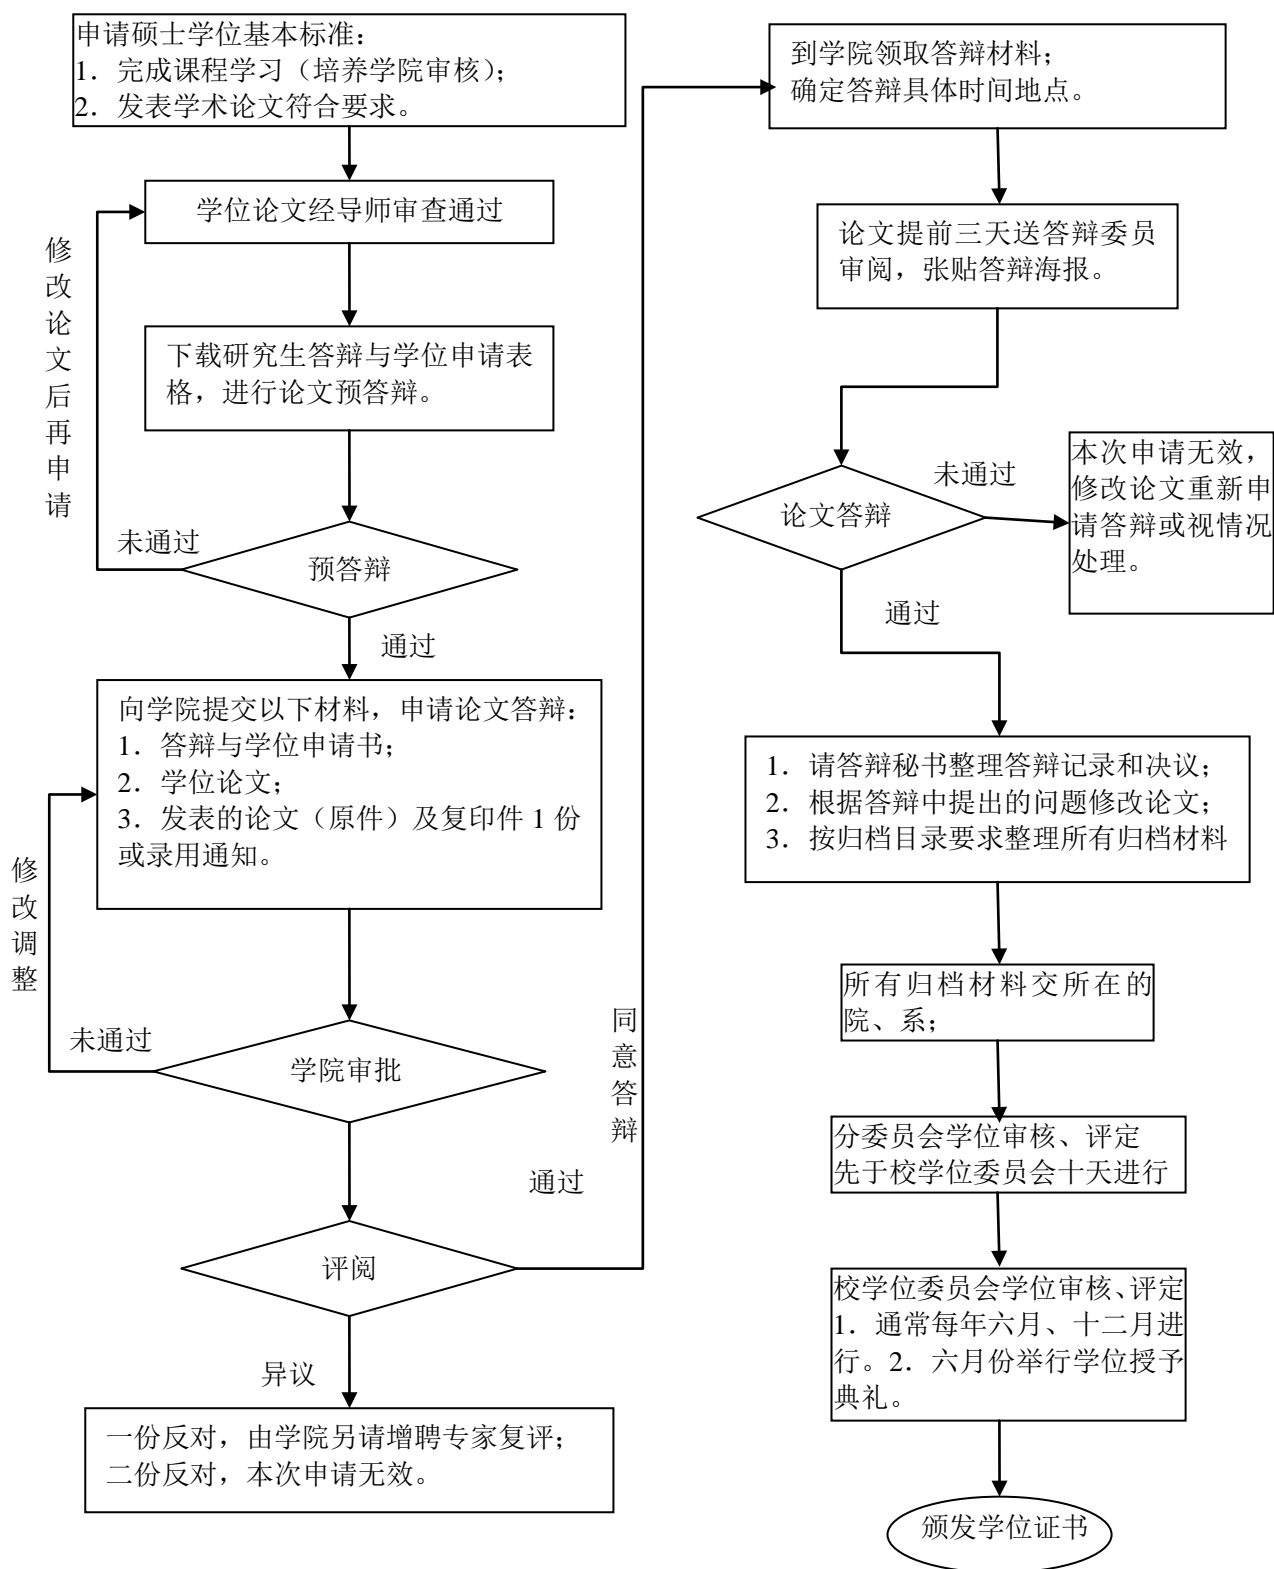 申请硕士学位基本标准：
1．完成课程学习（培养学院审核）；
2．发表学术论文符合要求。
学位论文经导师审查通过
修改论文后再申请
下载研究生答辩与学位申请表
格，进行论文预答辩。
未通过
预答辩
通过
向学院提交以下材料，申请论文答辩：
1．答辩与学位申请书；
2．学位论文；
3．发表的论文（原件）及复印件 1 份
或录用通知。
修改调整
未通过
学院审批
通过
评阅
同意答辩
异议
一份反对，由学院另请增聘专家复评；
二份反对，本次申请无效。
到学院领取答辩材料；
确定答辩具体时间地点。
论文提前三天送答辩委员
审阅，张贴答辩海报。
论文答辩
未通过
本次申请无效，
修改论文重新申
请答辩或视情况
处理。
通过
1．请答辩秘书整理答辩记录和决议；
2．根据答辩中提出的问题修改论文；
3．按归档目录要求整理所有归档材料
所有归档材料交所在的
院、系；
分委员会学位审核、评定
先于校学位委员会十天进行
校学位委员会学位审核、评定
1．通常每年六月、十二月进
行。2．六月份举行学位授予
典礼。
颁发学位证书